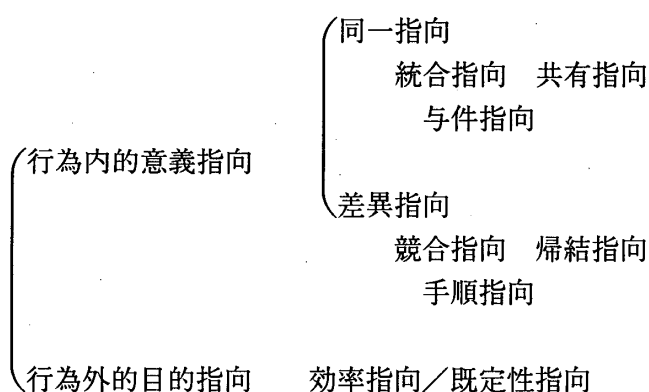 同一指向
統合指向 共有指向
与件指向
行為内的意義指向
差異指向
競合指向 帰結指向
手順指向
行為外的目的指向 効率指向／既定性指向